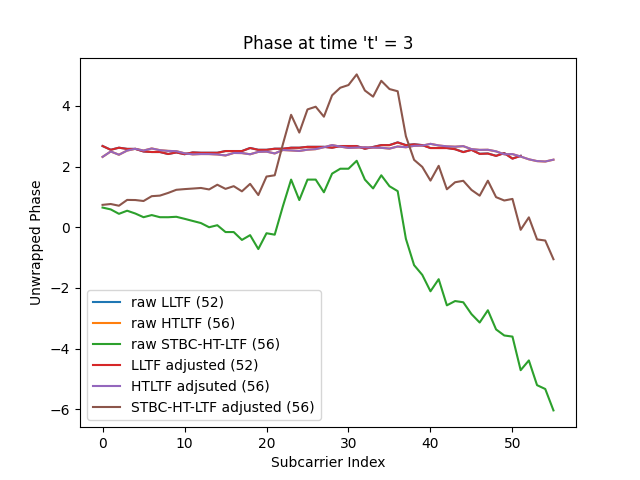 Phase at time 't' = 3
Unwrapped Phase
4
2
0
−2
−4
−6
raw LLTF (52)
raw HTLTF (56)
raw STBC-HT-LTF (56)
LLTF adjusted (52)
HTLTF adjsuted (56)
STBC-HT-LTF adjusted (56)
0 10 20 30 40 50
Subcarrier Index